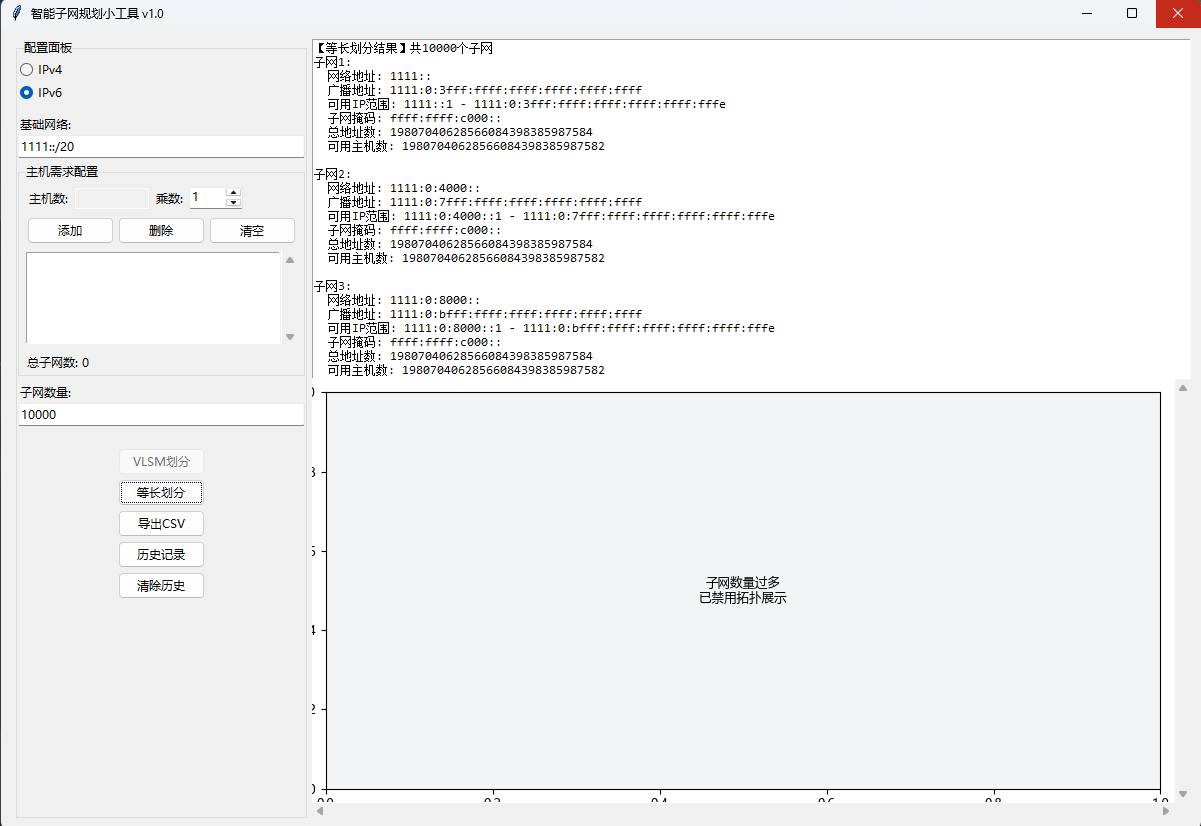 智能子网规划小工具 v1.0
配置面板
IPv4
IPv6
基础网络:
1111::/20
主机需求配置
主机数:
乘数: 1
添加 删除 清空
总子网数: 0
子网数量:
10000
VLSM划分
等长划分
导出CSV
历史记录
清除历史
【等长划分结果】共10000个子网
子网1:
网络地址: 1111::
广播地址: 1111:0:3fff:ffff:ffff:ffff:ffff:ffff
可用IP范围: 1111::1 - 1111:0:3fff:ffff:ffff:ffff:ffff:fffe
子网掩码: ffff:ffff:c000::
总地址数: 19807040628566084398385987584
可用主机数: 19807040628566084398385987582
子网2:
网络地址: 1111:0:4000::
广播地址: 1111:0:7fff:ffff:ffff:ffff:ffff:ffff
可用IP范围: 1111:0:4000::1 - 1111:0:7fff:ffff:ffff:ffff:ffff:fffe
子网掩码: ffff:ffff:c000::
总地址数: 19807040628566084398385987584
可用主机数: 19807040628566084398385987582
子网3:
网络地址: 1111:0:8000::
广播地址: 1111:0:bfff:ffff:ffff:ffff:ffff:ffff
可用IP范围: 1111:0:8000::1 - 1111:0:bfff:ffff:ffff:ffff:ffff:fffe
子网掩码: ffff:ffff:c000::
总地址数: 19807040628566084398385987584
可用主机数: 19807040628566084398385987582
0
8
6
子网数量过多
已禁用拓扑展示
4
2
0
0.0 0.2 0.4 0.6 0.8 1.0